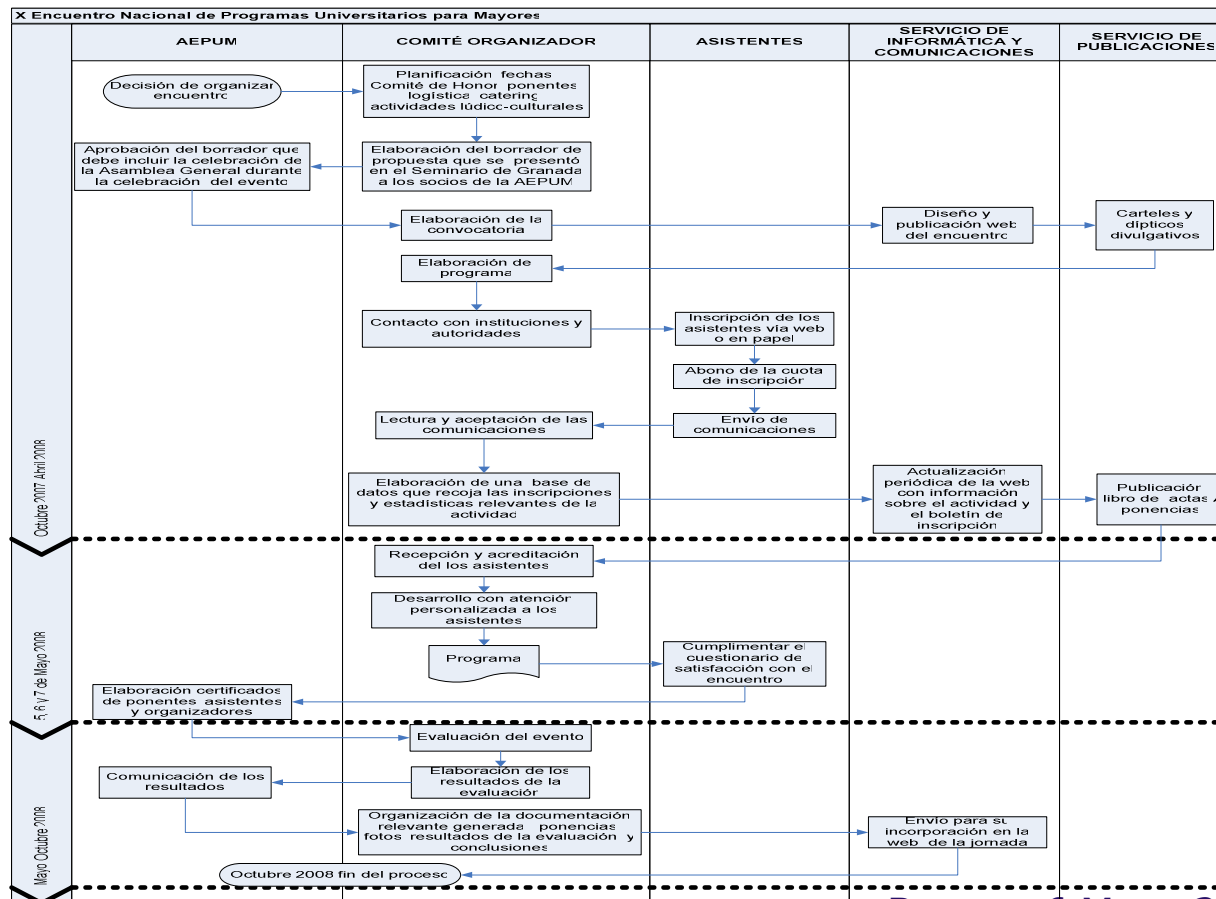 X Encuentro Nacional de Programas Universitarios para Mayores
AEPUM
COMITÉ ORGANIZADOR
ASISTENTES
SERVICIO DE
INFORMÁTICA Y
COMUNICACIONES
SERVICIO DE
PUBLICACIONES
Octubre 2007 Abril 2008
Decisión de organizar
encuentro
Planificación fechas
Comité de Honor ponentes
logística catering
actividades lúdico-culturales
Aprobación del borrador que
debe incluir la celebración de
la Asamblea General durante
la celebración del evento
Elaboración del borrador de
propuesta que se presentó
en el Seminario de Granada
a los socios de la AEPUM
Elaboración de la
convocatoria
Diseño y
publicación web
del encuentro
Carteles y
dípticos
divulgativos
Elaboración de
programa
Contacto con instituciones y
autoridades
Inscripción de los
asistentes vía web
o en papel
Abono de la cuota
de inscripción
Envío de
comunicaciones
Lectura y aceptación de las
comunicaciones
Elaboración de una base de
datos que recoja las inscripciones
y estadísticas relevantes de la
actividad
Actualización
periódica de la web
con información
sobre el actividad y
el boletín de
inscripción
Publicación
libro de actas
ponencias
5, 6 y 7 de Mayo 2008
Recepción y acreditación
del los asistentes
Desarrollo con atención
personalizada a los
asistentes
Programa
Cumplimentar el
cuestionario de
satisfacción con el
encuentro
Elaboración certificados
de ponentes asistentes
y organizadores
Mayo Octubre 2008
Evaluación del evento
Elaboración de los
resultados de la
evaluación
Comunicación de los
resultados
Organización de la documentación
relevante generada ponencias
fotos resultados de la evaluación y
conclusiones
Envío para su
incorporación en la
web de la jornada
Octubre 2008 fin del proceso